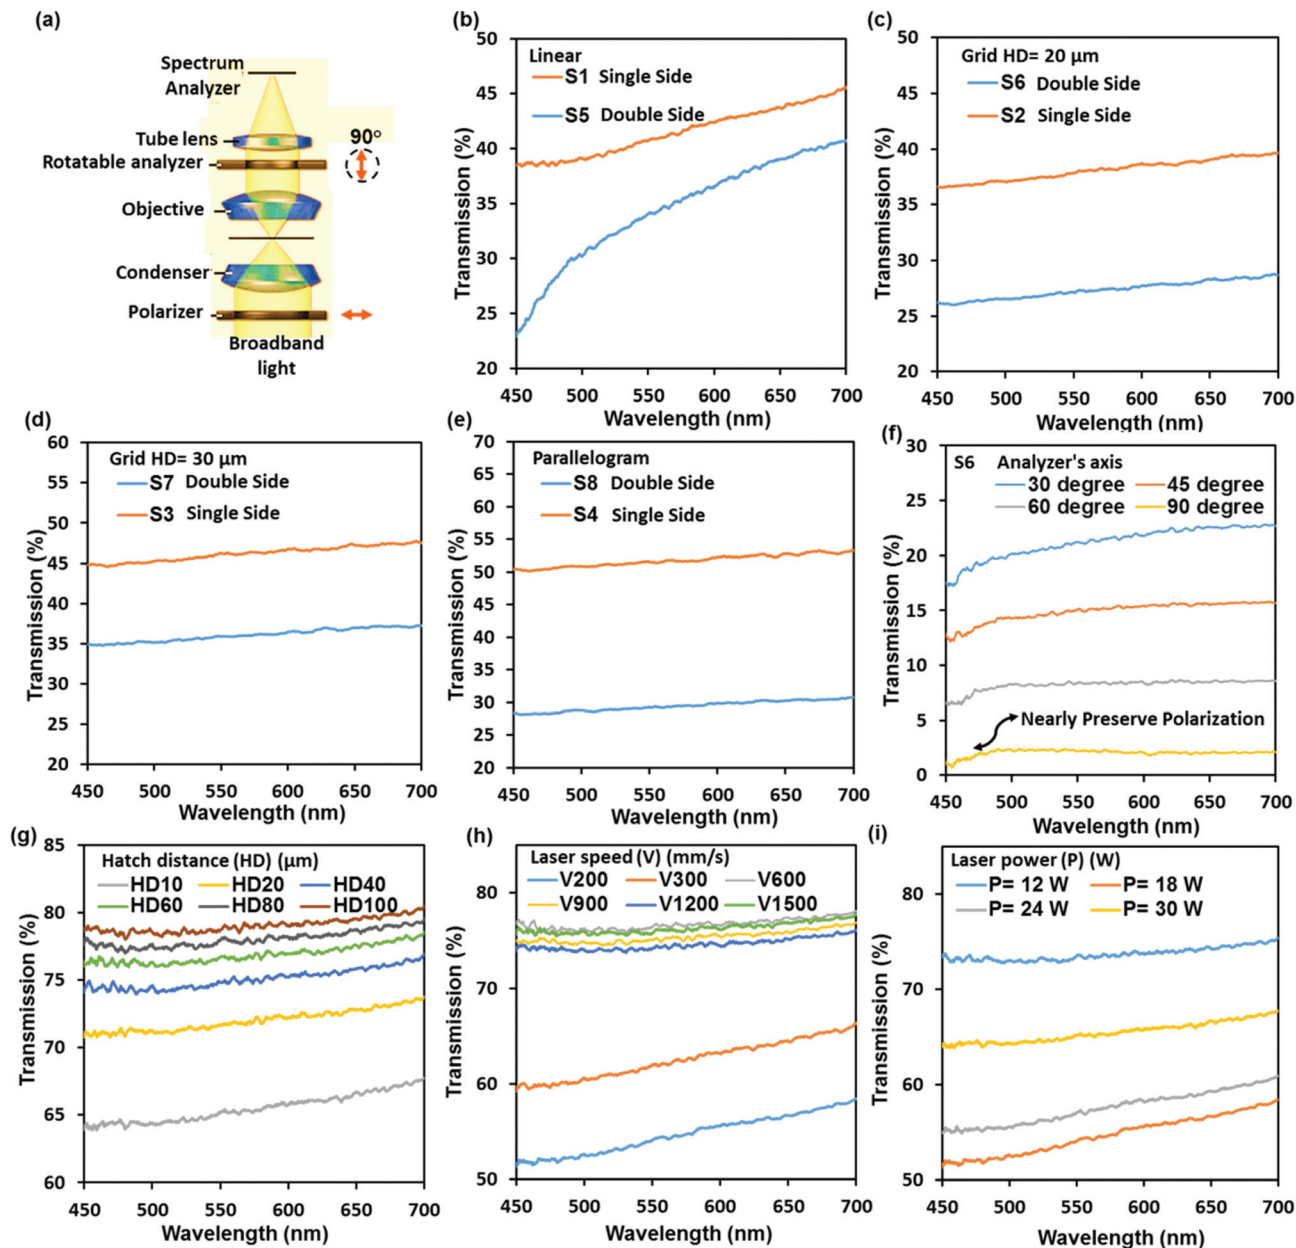 (a)
Spectrum
Analyzer
Tube lens
90°
Rotatable analyzer
Objective
Condenser
Polarizer
Broadband
light
(b)
Linear
S1 Single Side
S5 Double Side
Transmission (%)
50
45
40
35
30
25
20
450 500 550 600 650 700
Wavelength (nm)
(c)
Grid HD= 20 µm
S6 Double Side
S2 Single Side
Transmission (%)
50
45
40
35
30
25
20
450 500 550 600 650 700
Wavelength (nm)
(d)
Grid HD= 30 µm
S7 Double Side
S3 Single Side
Transmission (%)
60
55
50
45
40
35
30
25
20
450 500 550 600 650 700
Wavelength (nm)
(e)
Parallelogram
S8 Double Side
S4 Single Side
Transmission (%)
70
65
60
55
50
45
40
35
30
25
20
450 500 550 600 650 700
Wavelength (nm)
(f)
S6 Analyzer's axis
30 degree 45 degree
60 degree 90 degree
Nearly Preserve Polarization
Transmission (%)
30
25
20
15
10
5
0
450 500 550 600 650 700
Wavelength (nm)
(g)
Hatch distance (HD) (µm)
HD10 HD20 HD40
HD60 HD80 HD100
Transmission (%)
85
80
75
70
65
60
450 500 550 600 650 700
Wavelength (nm)
(h)
Laser speed (V) (mm/s)
V200 V300 V600
V900 V1200 V1500
Transmission (%)
80
70
60
50
450 500 550 600 650 700
Wavelength (nm)
(i)
Laser power (P) (W)
P= 12 W P= 18 W
P= 24 W P= 30 W
Transmission (%)
80
70
60
50
450 500 550 600 650 700
Wavelength (nm)